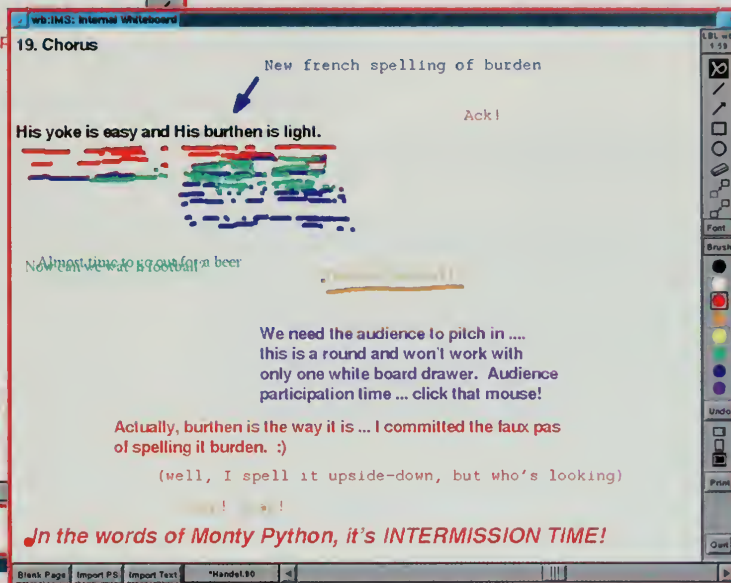 wb:IMS: Internal Whiteboard
LBL wb
1.59
19. Chorus
New french spelling of burden
Ack!
His yoke is easy and His burthen is light.
Almost time to go out for a beer
We need the audience to pitch in ....
this is a round and won't work with
only one white board drawer. Audience
participation time ... click that mouse!
Actually, burthen is the way it is ... I committed the faux pas
of spelling it burden. :)
(well, I spell it upside-down, but who's looking)
In the words of Monty Python, it's INTERMISSION TIME!
Font
Brush
Undo
Print
Quit
Blank Page
Import PS
Import Text
*Handel.90